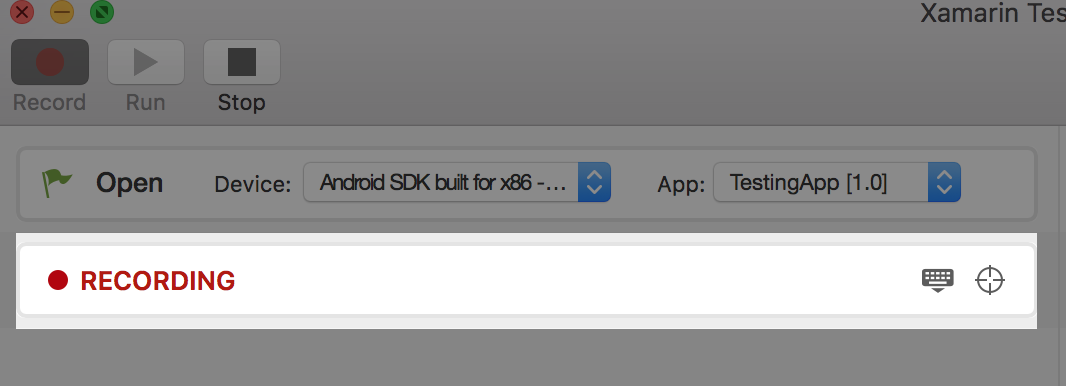 Xamarin Tes
Record Run Stop
Open Device: Android SDK built for x86 -... App: TestingApp [1.0]
RECORDING